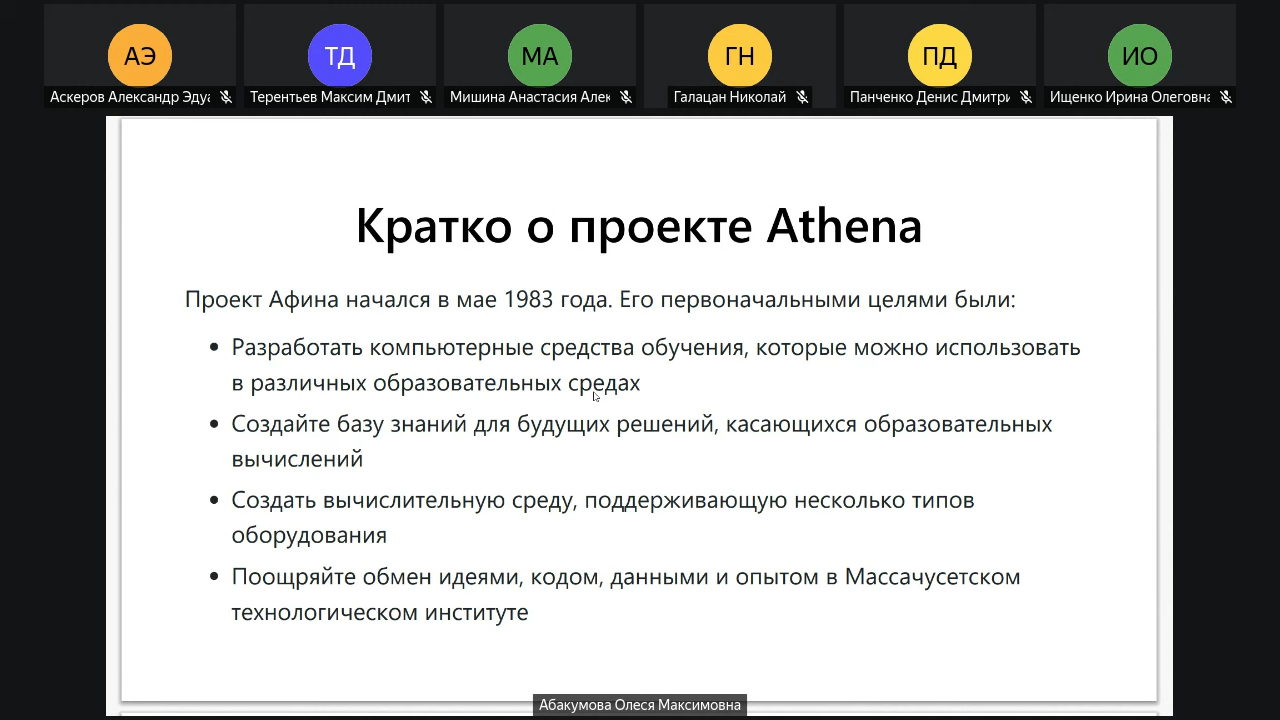 АЭ
ТД
МА
ГН
ПД
ИО
Аскеров Александр Эдуа
Терентьев Максим Дмит
Мишина Анастасия Алек
Галацан Николай
Панченко Денис Дмитри
Ищенко Ирина Олеговна
Кратко о проекте Athena
Проект Афина начался в мае 1983 года. Его первоначальными целями были:
• Разработать компьютерные средства обучения, которые можно использовать
в различных образовательных средах
• Создайте базу знаний для будущих решений, касающихся образовательных
вычислений
• Создать вычислительную среду, поддерживающую несколько типов
оборудования
• Поощряйте обмен идеями, кодом, данными и опытом в Массачусетском
технологическом институте
Абакумова Олеся Максимовна